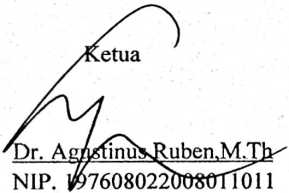 Ketua
Dr. Agustinus Ruben,M.Th
NIP. 197608022008011011